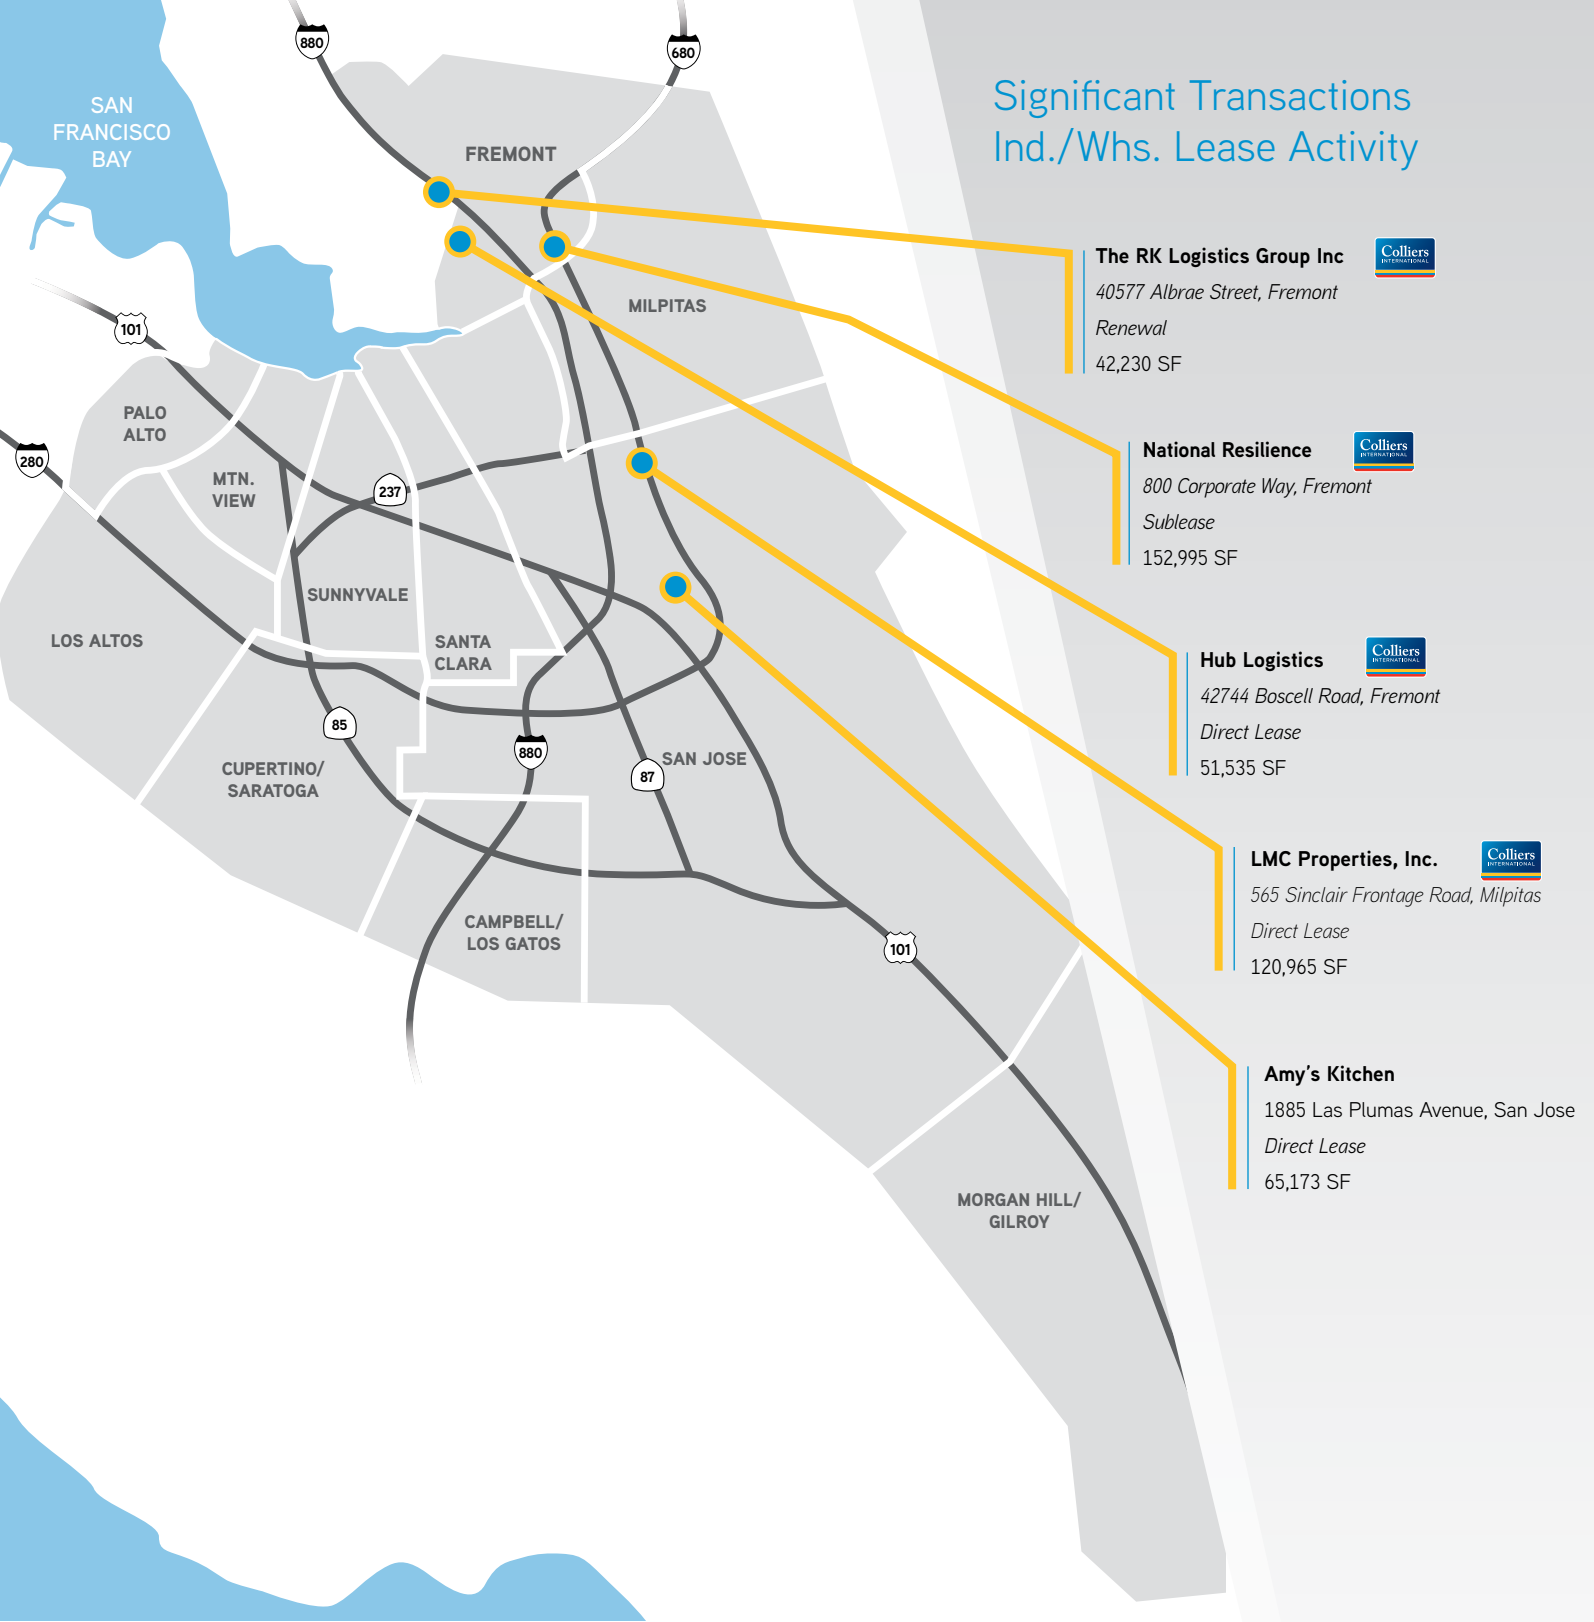 880
680
SAN
FRANCISCO
BAY
FREMONT
MILPITAS
101
PALO
ALTO
280
MTN.
VIEW
237
SUNNYVALE
LOS ALTOS
SANTA
CLARA
85
880
87
SAN JOSE
CUPERTINO/
SARATOGA
CAMPBELL/
LOS GATOS
101
MORGAN HILL/
GILROY
Significant Transactions
Ind./Whs. Lease Activity
The RK Logistics Group Inc
Colliers
INTERNATIONAL
40577 Albrae Street, Fremont
Renewal
42,230 SF
National Resilience
Colliers
INTERNATIONAL
800 Corporate Way, Fremont
Sublease
152,995 SF
Hub Logistics
Colliers
INTERNATIONAL
42744 Boscell Road, Fremont
Direct Lease
51,535 SF
LMC Properties, Inc.
Colliers
INTERNATIONAL
565 Sinclair Frontage Road, Milpitas
Direct Lease
120,965 SF
Amy's Kitchen
1885 Las Plumas Avenue, San Jose
Direct Lease
65,173 SF